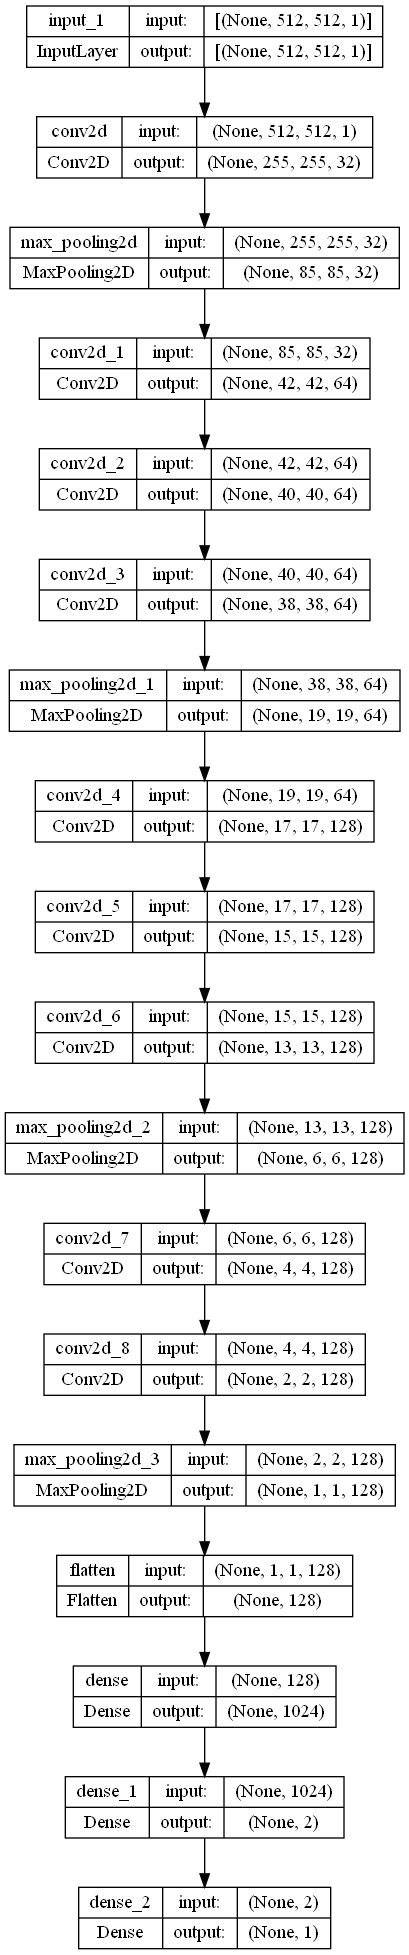 input_1 input: [(None, 512, 512, 1)]
InputLayer output: [(None, 512, 512, 1)]
conv2d input: (None, 512, 512, 1)
Conv2D output: (None, 255, 255, 32)
max_pooling2d input: (None, 255, 255, 32)
MaxPooling2D output: (None, 85, 85, 32)
conv2d_1 input: (None, 85, 85, 32)
Conv2D output: (None, 42, 42, 64)
conv2d_2 input: (None, 42, 42, 64)
Conv2D output: (None, 40, 40, 64)
conv2d_3 input: (None, 40, 40, 64)
Conv2D output: (None, 38, 38, 64)
max_pooling2d_1 input: (None, 38, 38, 64)
MaxPooling2D output: (None, 19, 19, 64)
conv2d_4 input: (None, 19, 19, 64)
Conv2D output: (None, 17, 17, 128)
conv2d_5 input: (None, 17, 17, 128)
Conv2D output: (None, 15, 15, 128)
conv2d_6 input: (None, 15, 15, 128)
Conv2D output: (None, 13, 13, 128)
max_pooling2d_2 input: (None, 13, 13, 128)
MaxPooling2D output: (None, 6, 6, 128)
conv2d_7 input: (None, 6, 6, 128)
Conv2D output: (None, 4, 4, 128)
conv2d_8 input: (None, 4, 4, 128)
Conv2D output: (None, 2, 2, 128)
max_pooling2d_3 input: (None, 2, 2, 128)
MaxPooling2D output: (None, 1, 1, 128)
flatten input: (None, 1, 1, 128)
Flatten output: (None, 128)
dense input: (None, 128)
Dense output: (None, 1024)
dense_1 input: (None, 1024)
Dense output: (None, 2)
dense_2 input: (None, 2)
Dense output: (None, 1)